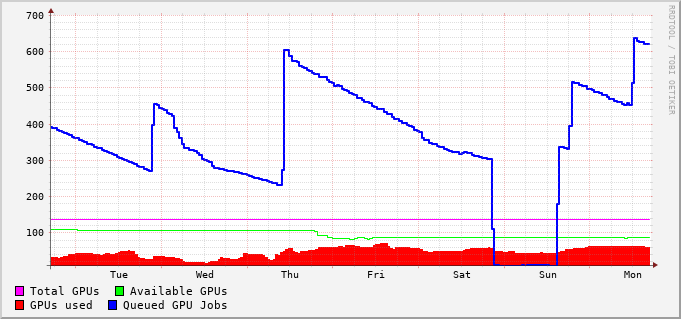 700
600
500
400
300
200
100
Tue Wed Thu Fri Sat Sun Mon
Total GPUs Available GPUs
GPUs used Queued GPU Jobs
RRDTOOL / TOBI OETIKER